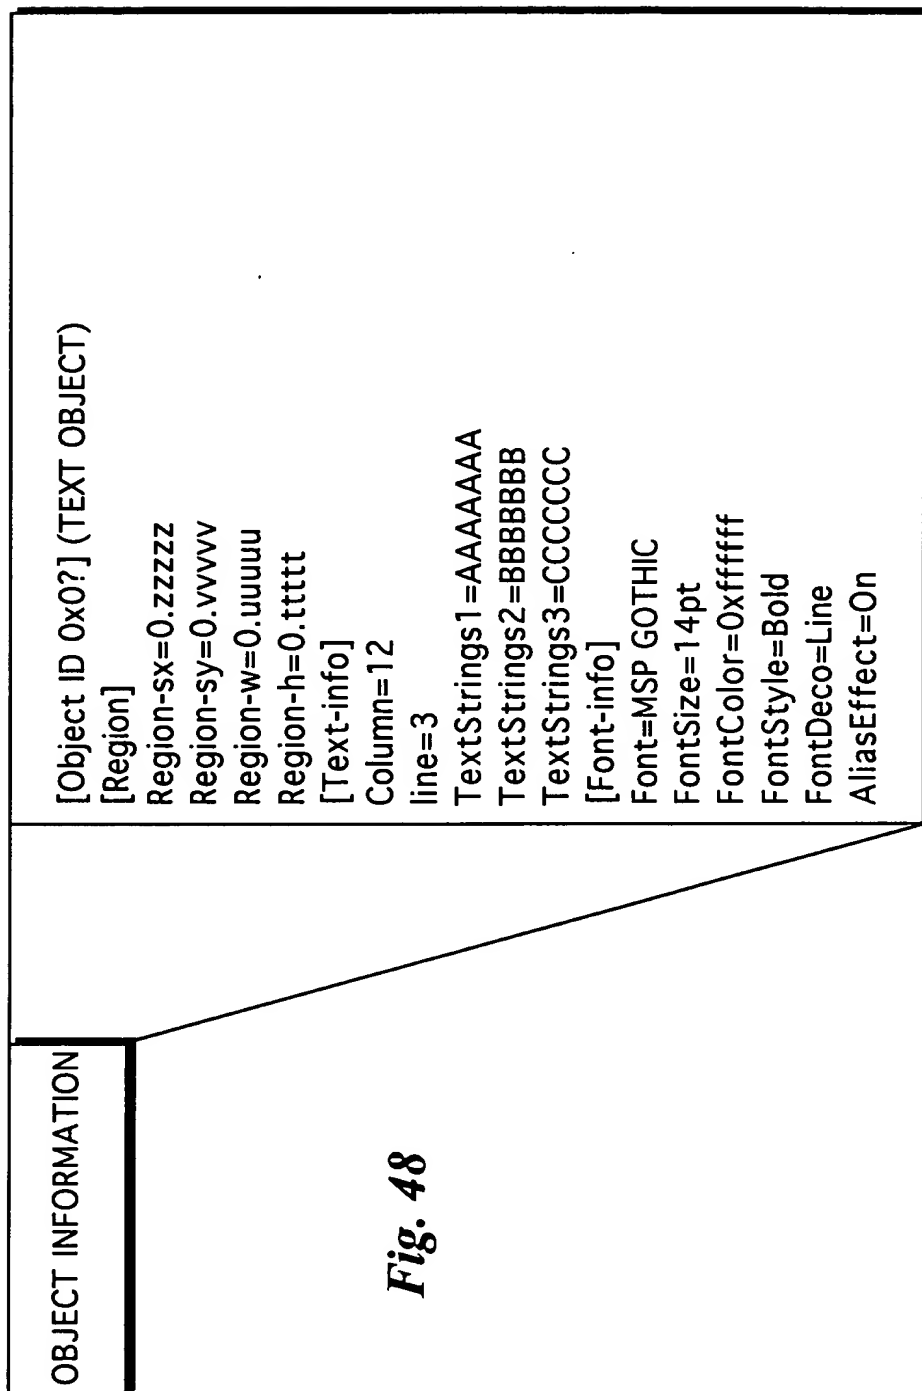 OBJECT INFORMATION
[Object ID 0x0?] (TEXT OBJECT)
[Region]
Region-sx=0.zzzzz
Region-sy=0.vvvvv
Region-w=0.uuuuu
Region-h=0.ttttt
[Text-info]
Column=12
line=3
TextStrings1=AAAAAAA
TextStrings2=BBBBBBB
TextStrings3=CCCCCCC
[Font-info]
Font=MSP GOTHIC
FontSize=14pt
FontColor=0xffffff
FontStyle=Bold
FontDeco=Line
AliasEffect=On
Fig. 48